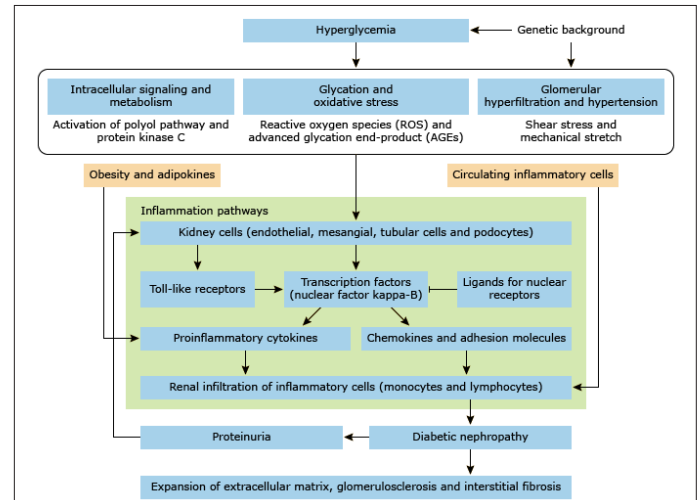 Hyperglycemia
Genetic background
Intracellular signaling and
metabolism
Activation of polyol pathway and
protein kinase C
Glycation and
oxidative stress
Reactive oxygen species (ROS) and
advanced glycation end-product (AGEs)
Glomerular
hyperfiltration and hypertension
Shear stress and
mechanical stretch
Obesity and adipokines
Circulating inflammatory cells
Inflammation pathways
Kidney cells (endothelial, mesangial, tubular cells and podocytes)
Toll-like receptors
Transcription factors
(nuclear factor kappa-B)
Ligands for nuclear
receptors
Proinflammatory cytokines
Chemokines and adhesion molecules
Renal infiltration of inflammatory cells (monocytes and lymphocytes)
Proteinuria
Diabetic nephropathy
Expansion of extracellular matrix, glomerulosclerosis and interstitial fibrosis